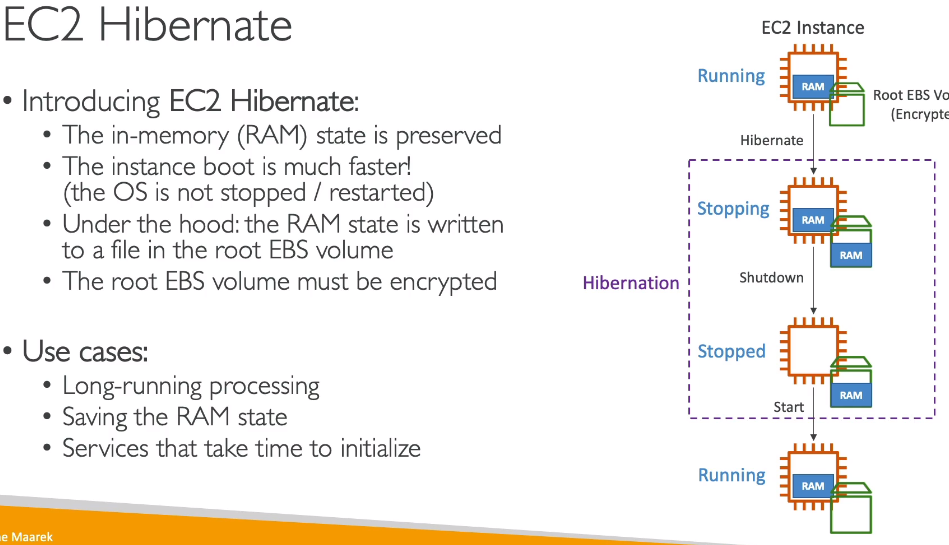 EC2 Hibernate
• Introducing EC2 Hibernate:
• The in-memory (RAM) state is preserved
• The instance boot is much faster!
(the OS is not stopped / restarted)
• Under the hood: the RAM state is written
to a file in the root EBS volume
• The root EBS volume must be encrypted
• Use cases:
• Long-running processing
• Saving the RAM state
• Services that take time to initialize
EC2 Instance
Running
RAM
Root EBS Vo
(Encrypte
Hibernate
Stopping
RAM
RAM
Hibernation
Shutdown
Stopped
RAM
Start
Running
RAM
ne Maarek